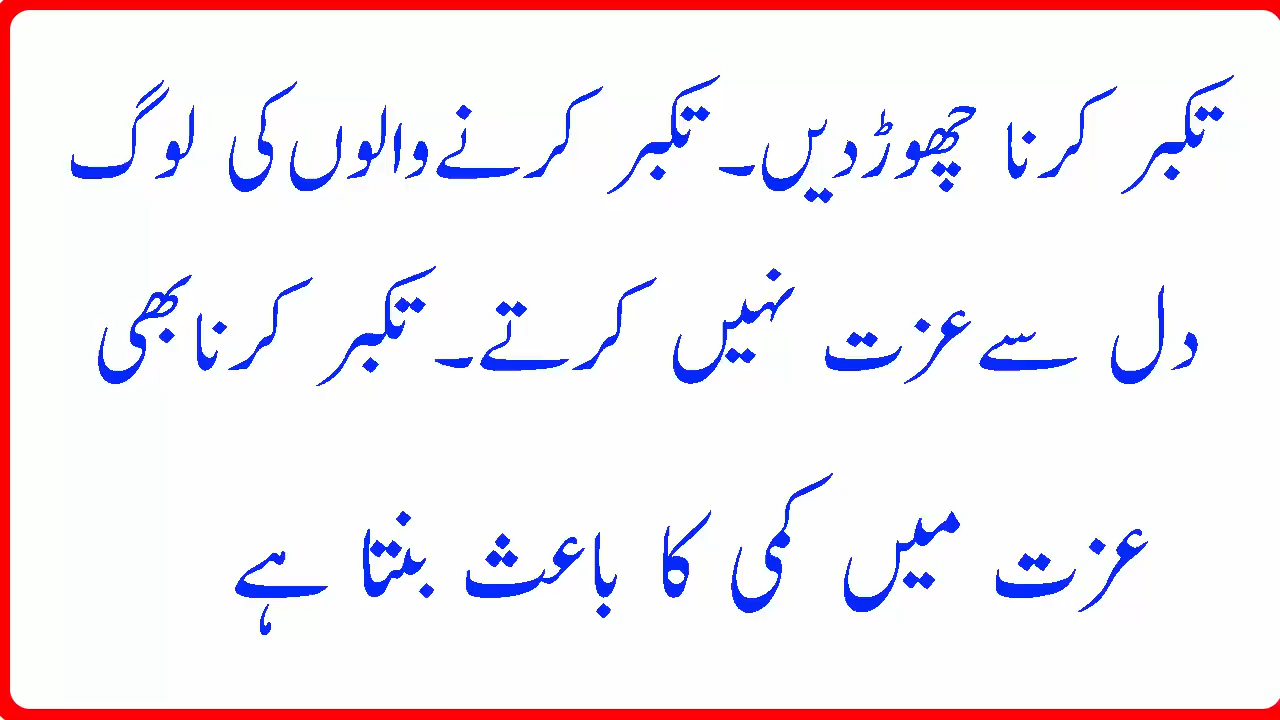 تکبر کرنا چھوڑدیں۔ تکبر کرنے والوں کی لوگ
دل سے عزت نہیں کرتے۔ تکبر کرنا بھی
عزت میں کمی کا باعث بنتا ہے